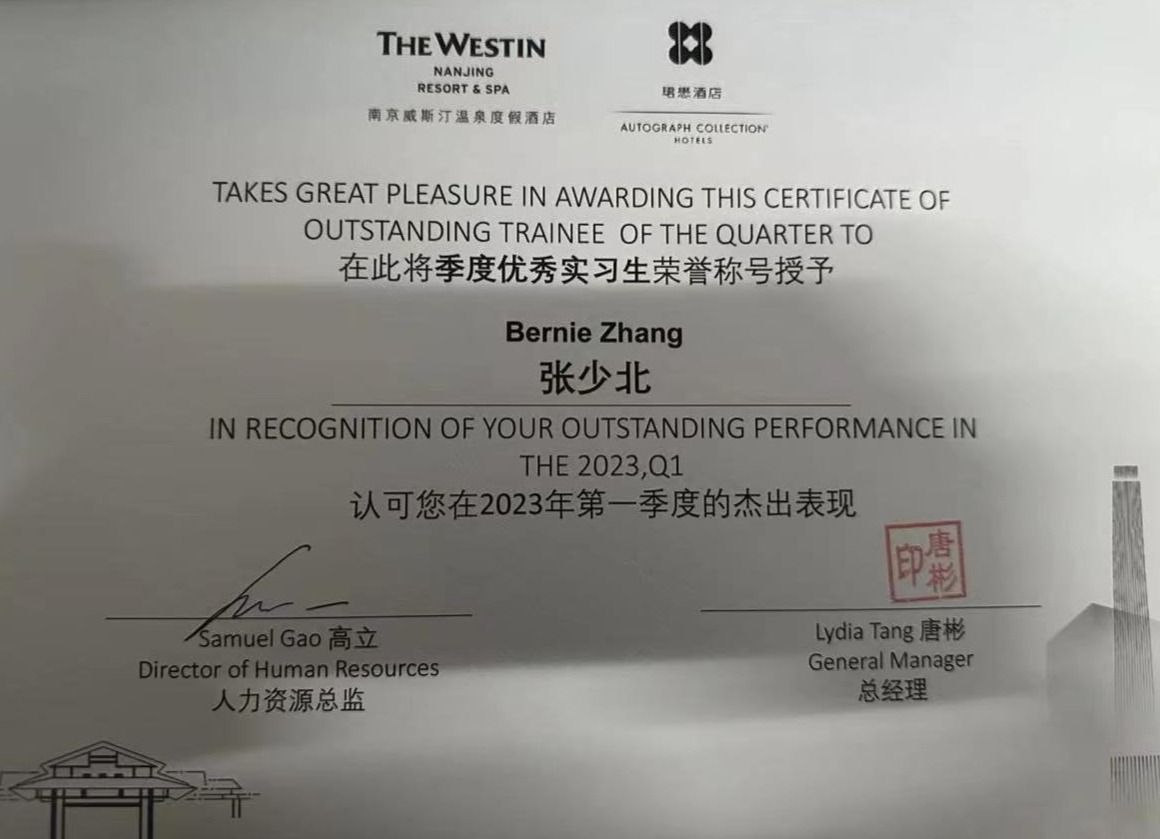 THE WESTIN
NANJING
RESORT & SPA
南京威斯汀温泉度假酒店
珺懋酒店
AUTOGRAPH COLLECTION®
HOTELS
TAKES GREAT PLEASURE IN AWARDING THIS CERTIFICATE OF
OUTSTANDING TRAINEE OF THE QUARTER TO
在此将季度优秀实习生荣誉称号授予
Bernie Zhang
张少北
IN RECOGNITION OF YOUR OUTSTANDING PERFORMANCE IN
THE 2023,Q1
认可您在2023年第一季度的杰出表现
Samuel Gao 高立
Director of Human Resources
人力资源总监
唐彬印
Lydia Tang 唐彬
General Manager
总经理